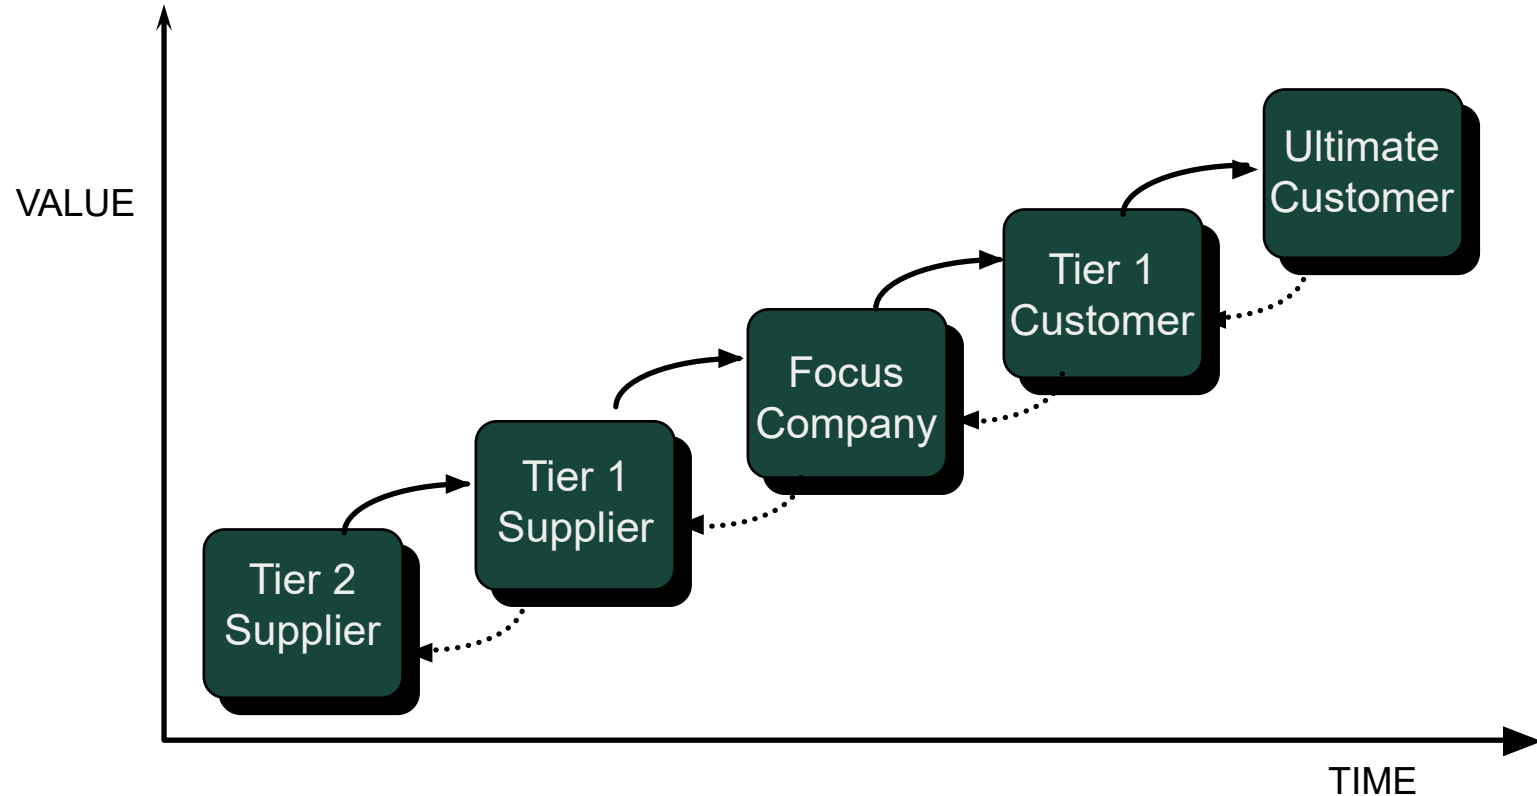 VALUE
Ultimate
Customer
Tier 1
Customer
Focus
Company
Tier 1
Supplier
Tier 2
Supplier
TIME